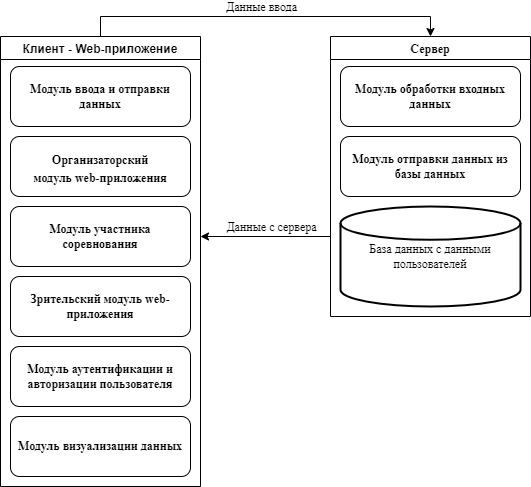 Данные ввода
Клиент - Web-приложение
Модуль ввода и отправки
данных
Организаторский
модуль web-приложения
Модуль участника
соревнования
Зрительский модуль web-
приложения
Модуль аутентификации и
авторизации пользователя
Модуль визуализации данных
Данные с сервера
Сервер
Модуль обработки входных
данных
Модуль отправки данных из
базы данных
База данных с данными
пользователей